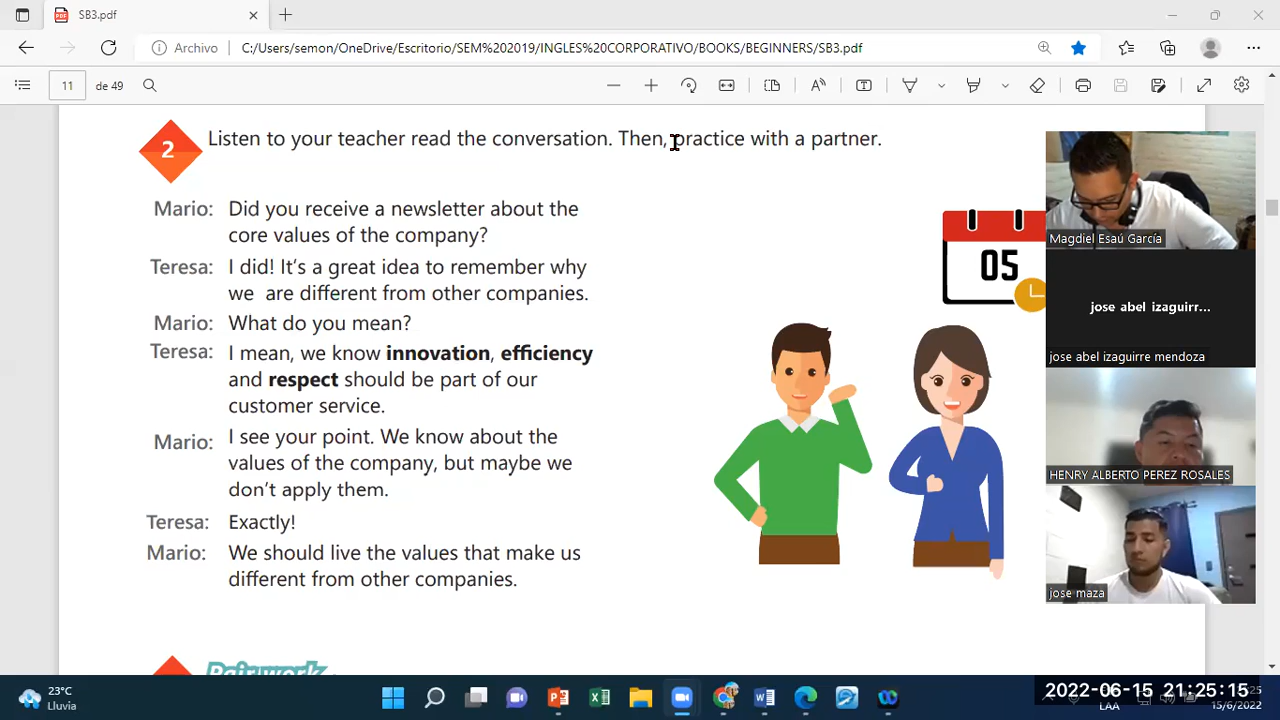 SB3.pdf
Archivo
C:/Users/semon/OneDrive/Escritorio/SEM%202019/INGLES%20CORPORATIVO/BOOKS/BEGINNERS/SB3.pdf
11 de 49
2 Listen to your teacher read the conversation. Then, practice with a partner.
Mario: Did you receive a newsletter about the
core values of the company?
Teresa: I did! It's a great idea to remember why
we are different from other companies.
Mario: What do you mean?
Teresa: I mean, we know innovation, efficiency
and respect should be part of our
customer service.
Mario: I see your point. We know about the
values of the company, but maybe we
don't apply them.
Teresa: Exactly!
Mario: We should live the values that make us
different from other companies.
05
Magdiel Esaú García
jose abel izaguirr...
jose abel izaguirre mendoza
HENRY ALBERTO PEREZ ROSALES
jose maza
Pair work
23°C
Lluvia
2022-06-15 21:25:15
LAA
15/6/2022